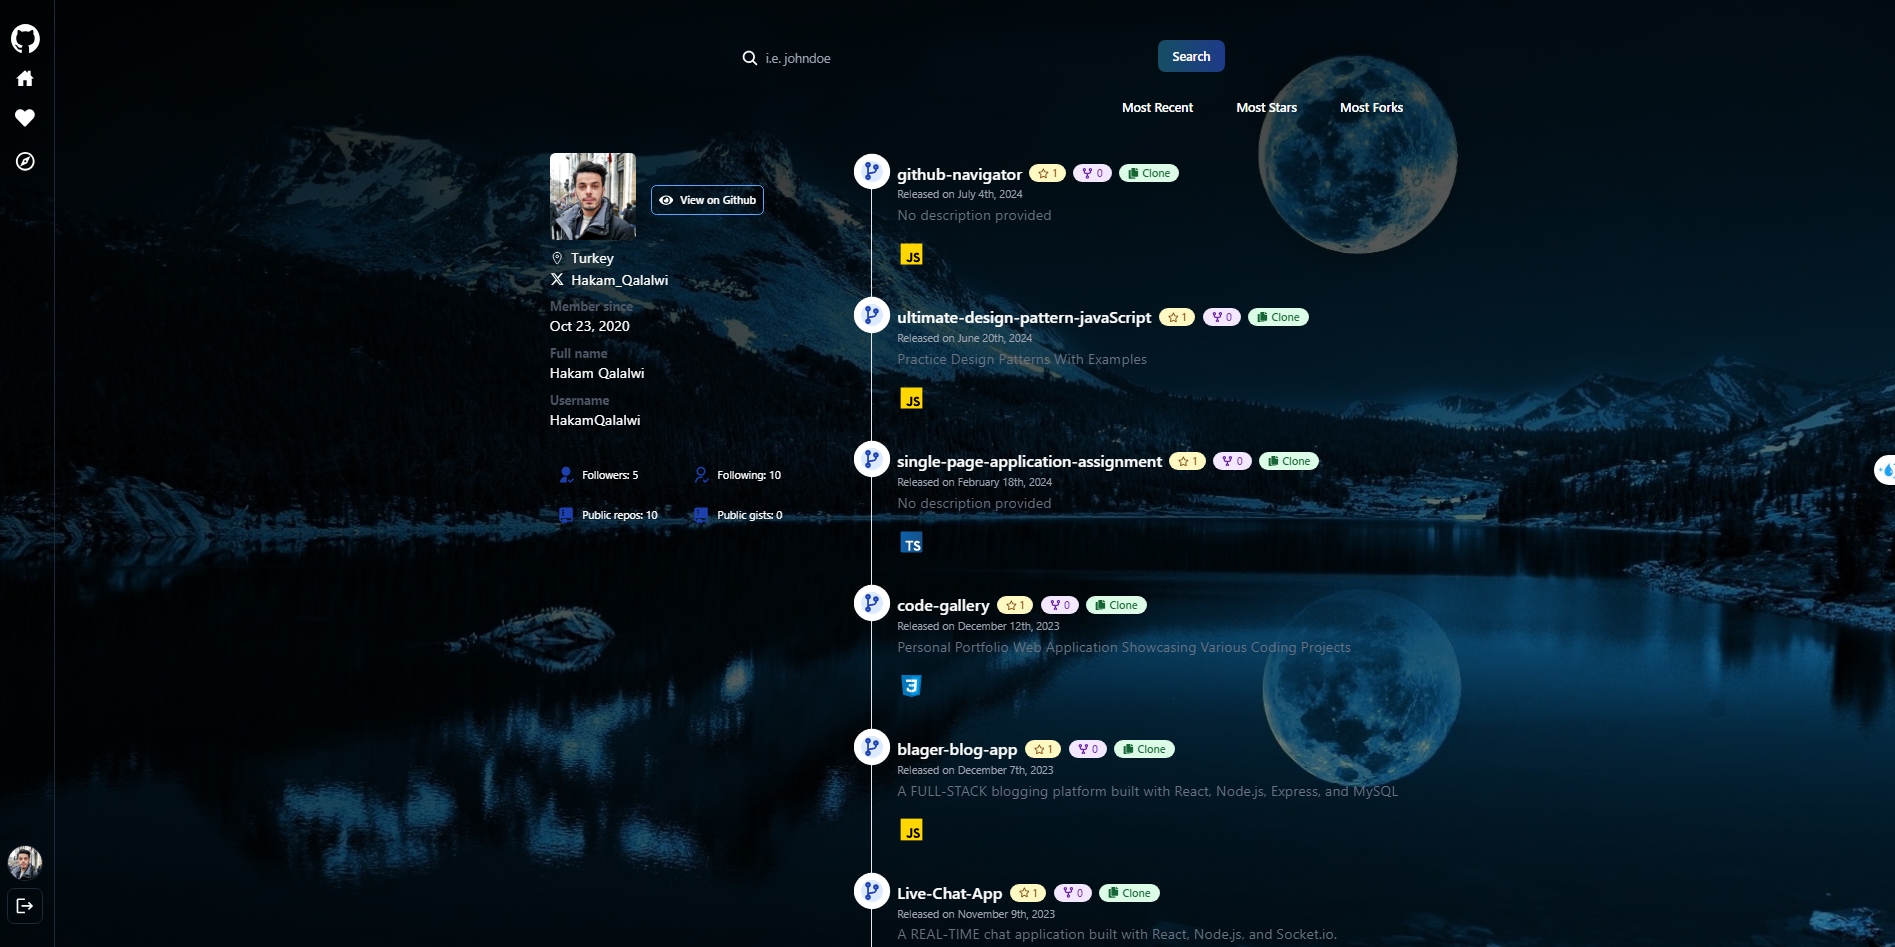 i.e. johndoe
Search
Most Recent Most Stars Most Forks
View on Github
Turkey
Hakam_Qalalwi
Member since
Oct 23, 2020
Full name
Hakam Qalalwi
Username
HakamQalalwi
Followers: 5 Following: 10
Public repos: 10 Public gists: 0
github-navigator 1 0 Clone
Released on July 4th, 2024
No description provided
JS
ultimate-design-pattern-javaScript 1 0 Clone
Released on June 20th, 2024
Practice Design Patterns With Examples
JS
single-page-application-assignment 1 0 Clone
Released on February 18th, 2024
No description provided
TS
code-gallery 1 0 Clone
Released on December 12th, 2023
Personal Portfolio Web Application Showcasing Various Coding Projects
3
blager-blog-app 1 0 Clone
Released on December 7th, 2023
A FULL-STACK blogging platform built with React, Node.js, Express, and MySQL
JS
Live-Chat-App 1 0 Clone
Released on November 9th, 2023
A REAL-TIME chat application built with React, Node.js, and Socket.io.